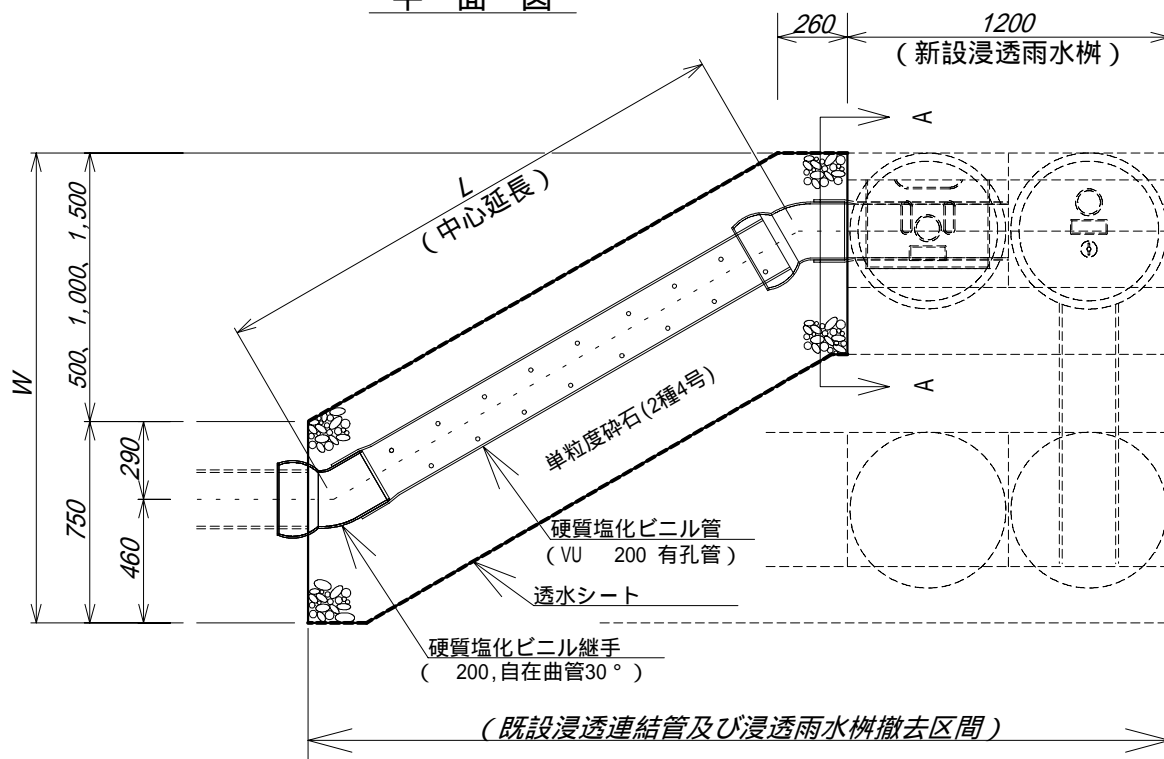 平 面 図
260
1200
(新設浸透雨水桝)
A
L
(中心延長)
500、1,000、1,500
W
290
750
460
A
単粒度砕石(2種4号)
硬質塩化ビニル管
(VU 200 有孔管)
透水シート
硬質塩化ビニル継手
( 200,自在曲管30°)
(既設浸透連結管及び浸透雨水桝撤去区間)